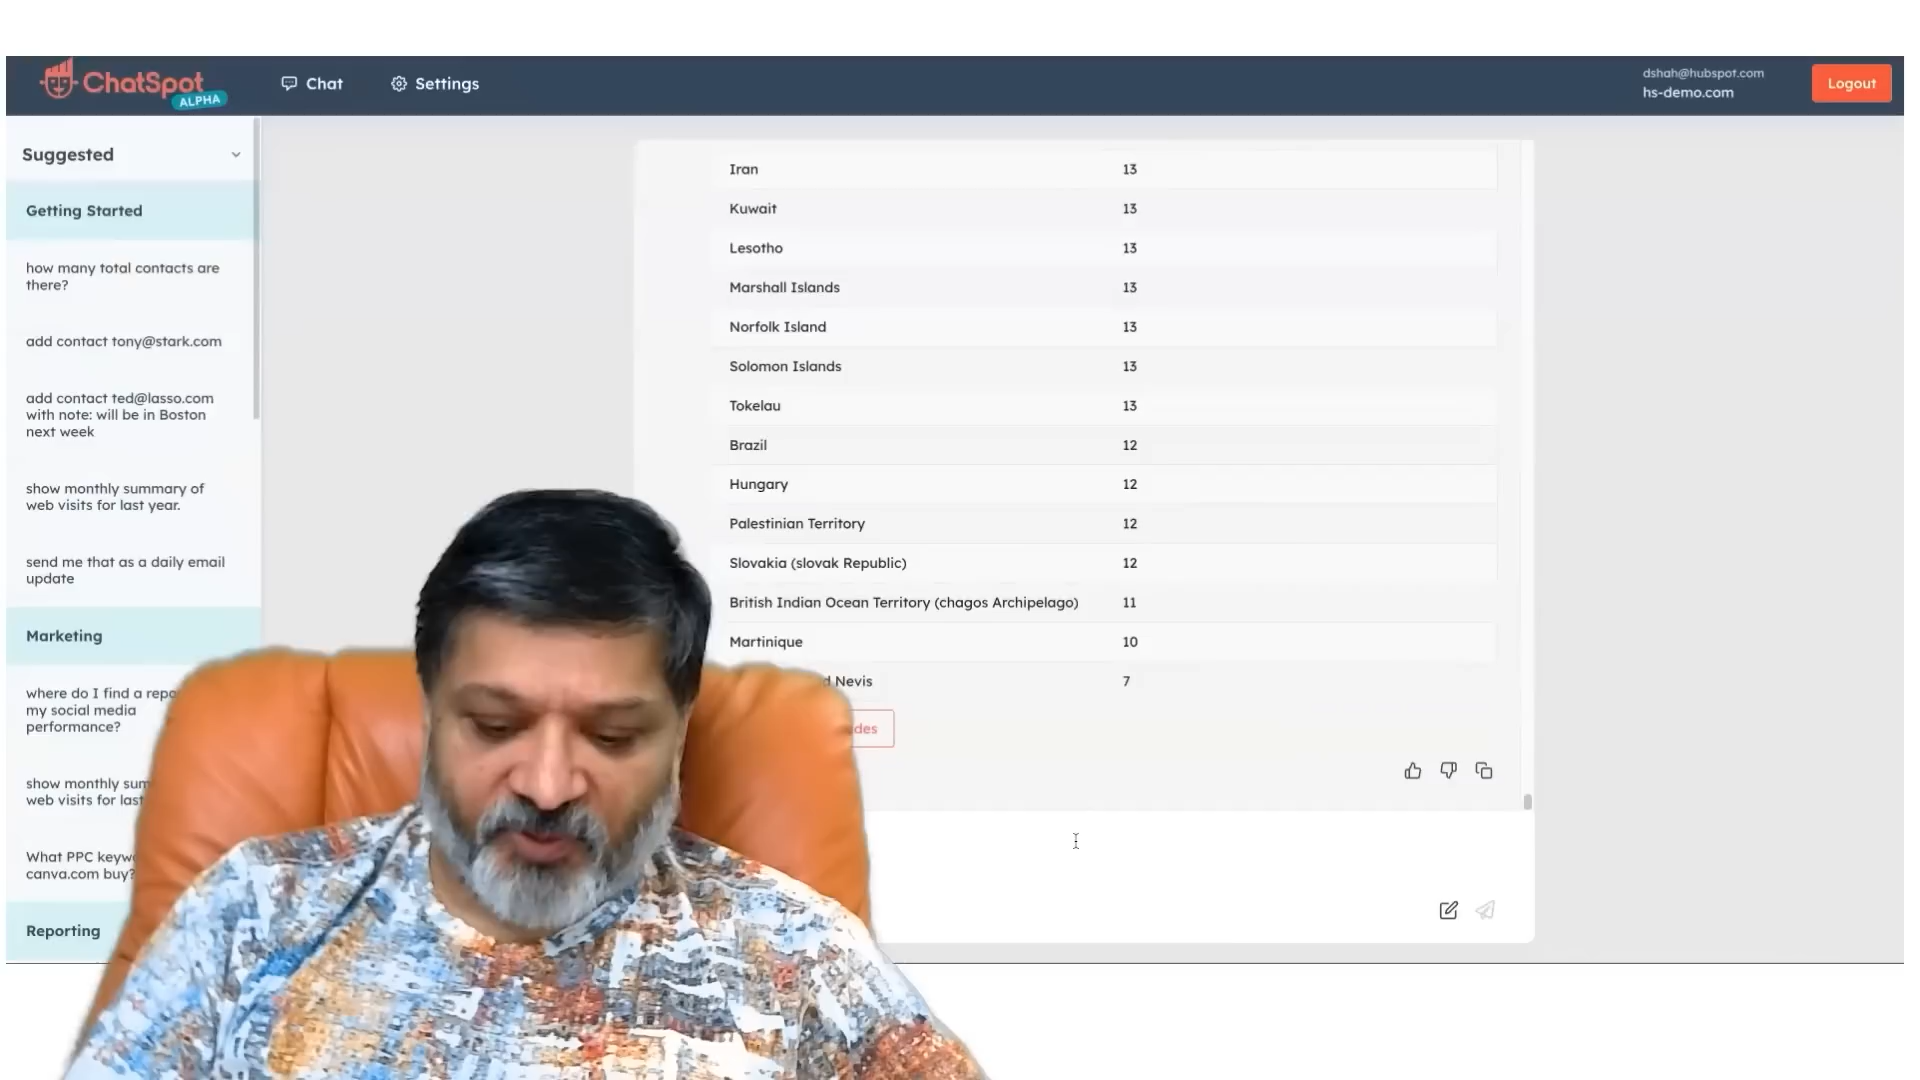 ChatSpot
ALPHA
Chat
Settings
dshah@hubspot.com
hs-demo.com
Logout
Suggested
Getting Started
how many total contacts are
there?
add contact tony@stark.com
add contact ted@lasso.com
with note: will be in Boston
next week
show monthly summary of
web visits for last year.
send me that as a daily email
update
Marketing
where do I find a repo
my social media
performance?
show monthly sum
web visits for last
What PPC keyw
canva.com buy?
Reporting
Iran 13
Kuwait 13
Lesotho 13
Marshall Islands 13
Norfolk Island 13
Solomon Islands 13
Tokelau 13
Brazil 12
Hungary 12
Palestinian Territory 12
Slovakia (slovak Republic) 12
British Indian Ocean Territory (chagos Archipelago) 11
Martinique 10
d Nevis 7
des